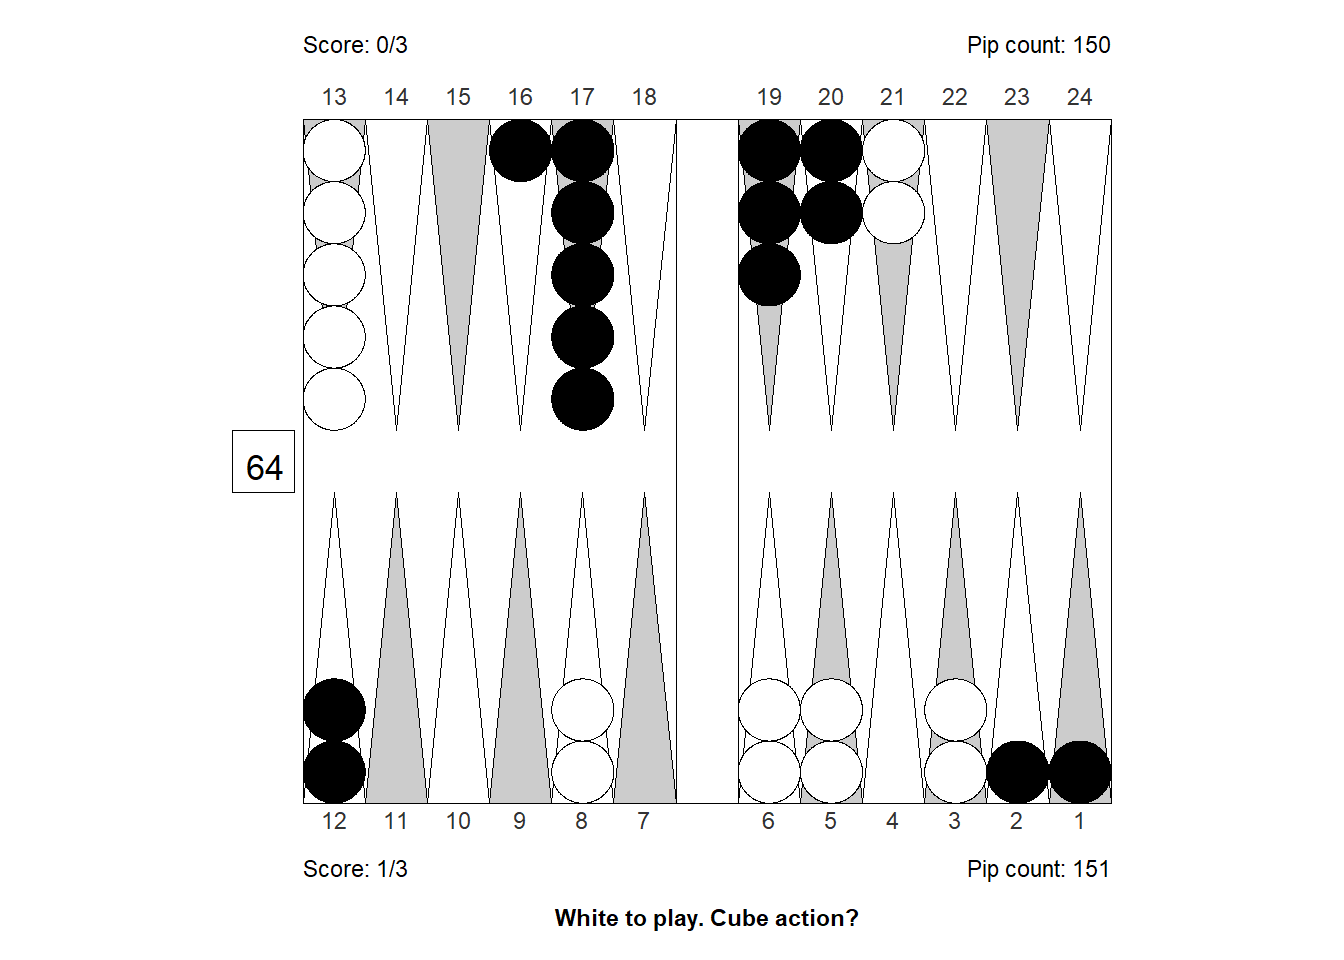 Score: 0/3 Pip count: 150
13 14 15 16 17 18 19 20 21 22 23 24
64
12 11 10 9 8 7 6 5 4 3 2 1
Score: 1/3 Pip count: 151
White to play. Cube action?